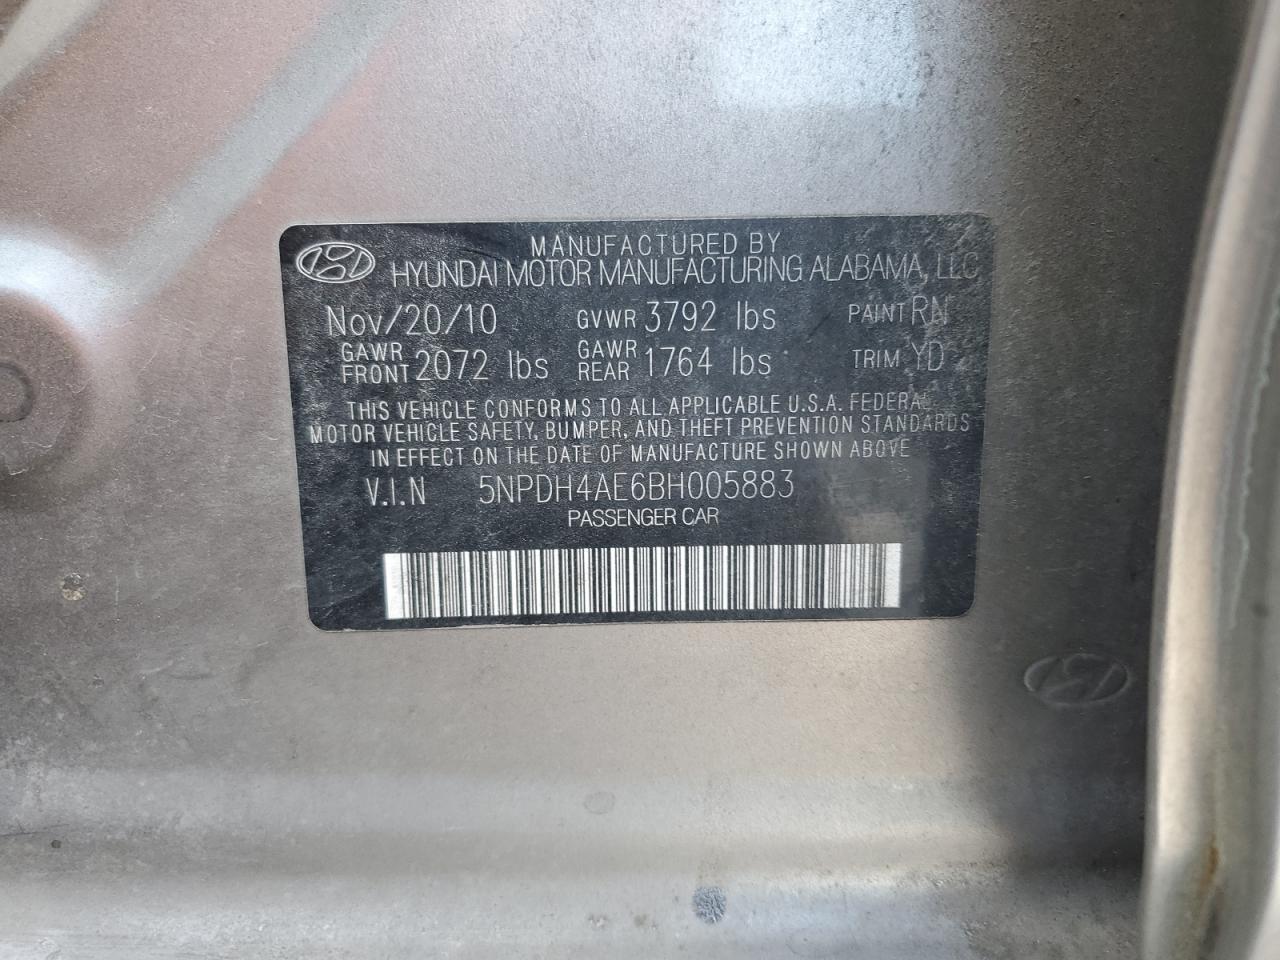 MANUFACTURED BY
HYUNDAI MOTOR MANUFACTURING ALABAMA, LLC
Nov/20/10 GVWR 3792 lbs PAINT RN
GAWR FRONT 2072 lbs GAWR REAR 1764 lbs TRIM YD
THIS VEHICLE CONFORMS TO ALL APPLICABLE U.S.A. FEDERAL
MOTOR VEHICLE SAFETY, BUMPER, AND THEFT PREVENTION STANDARDS
IN EFFECT ON THE DATE OF MANUFACTURE SHOWN ABOVE
V.I.N 5NPDH4AE6BH005883
PASSENGER CAR